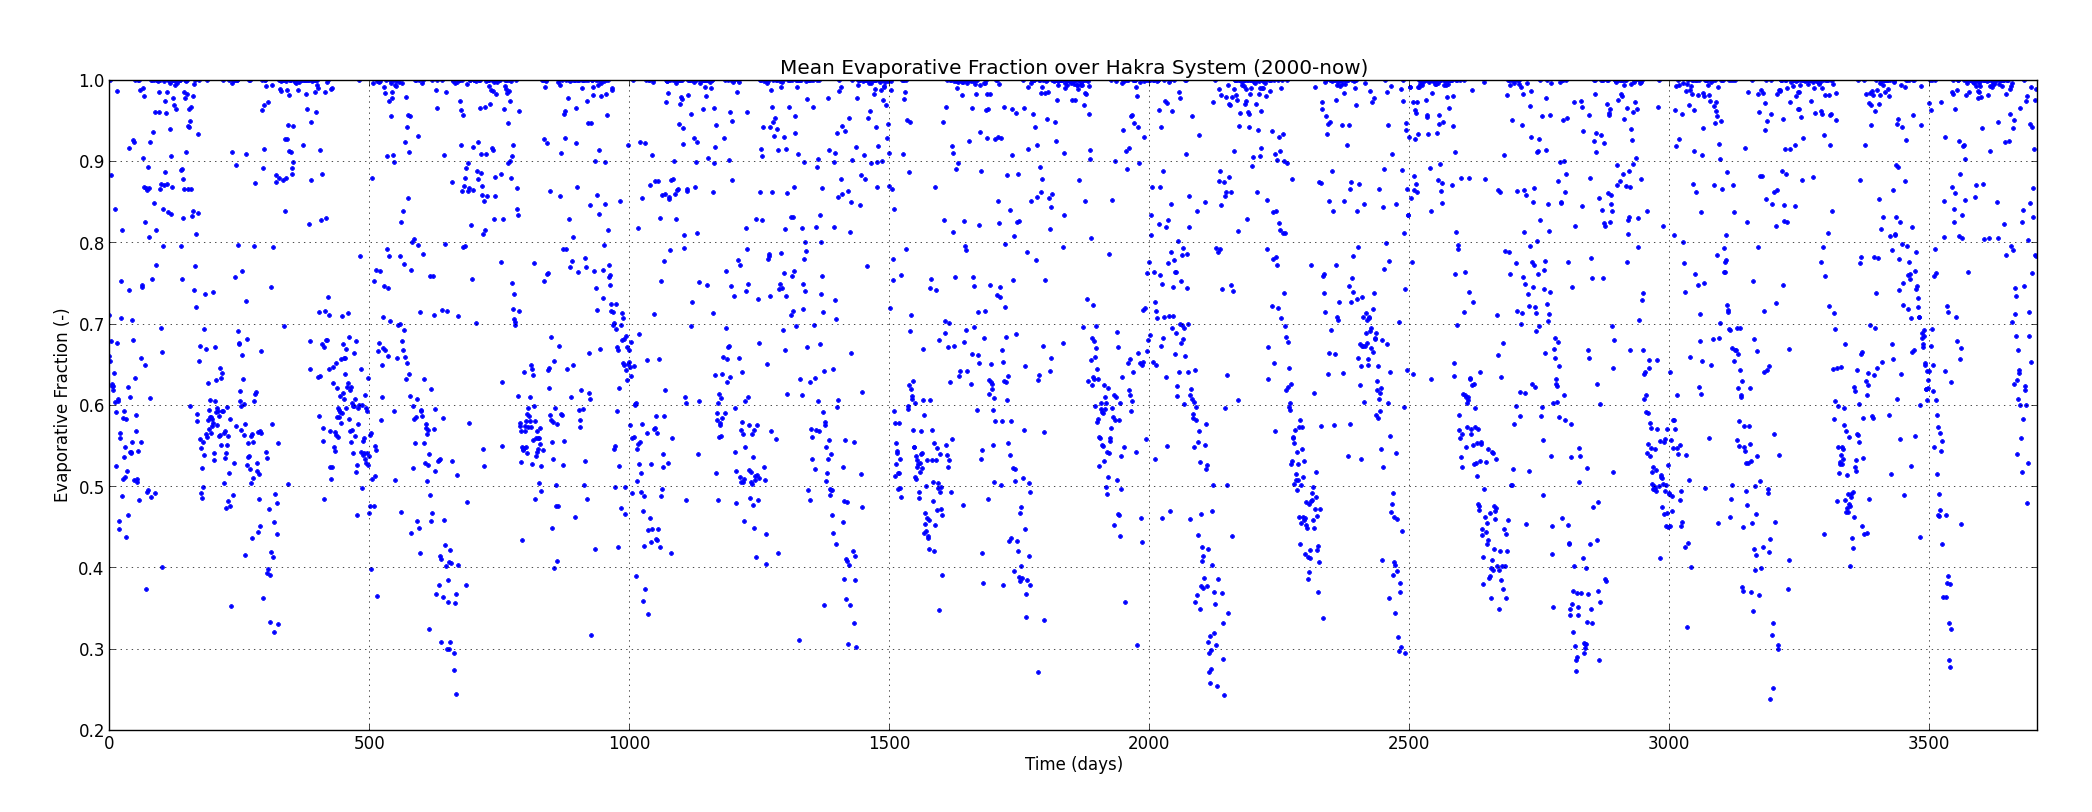 Mean Evaporative Fraction over Hakra System (2000-now)
Evaporative Fraction (-)
1.0
0.9
0.8
0.7
0.6
0.5
0.4
0.3
0.2
0 500 1000 1500 2000 2500 3000 3500
Time (days)